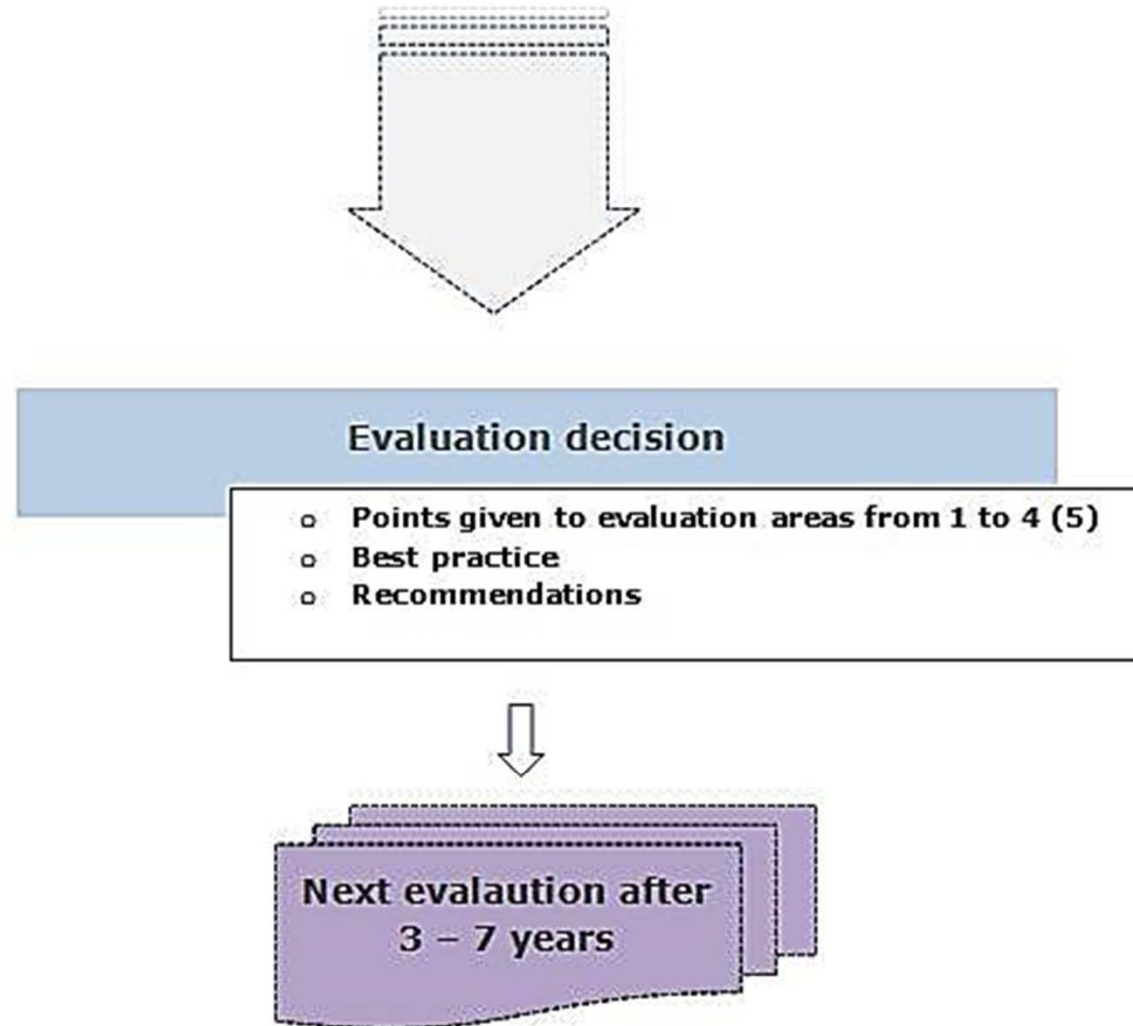 Evaluation decision
o Points given to evaluation areas from 1 to 4 (5)
o Best practice
o Recommendations
Next evalaution after
3 – 7 years